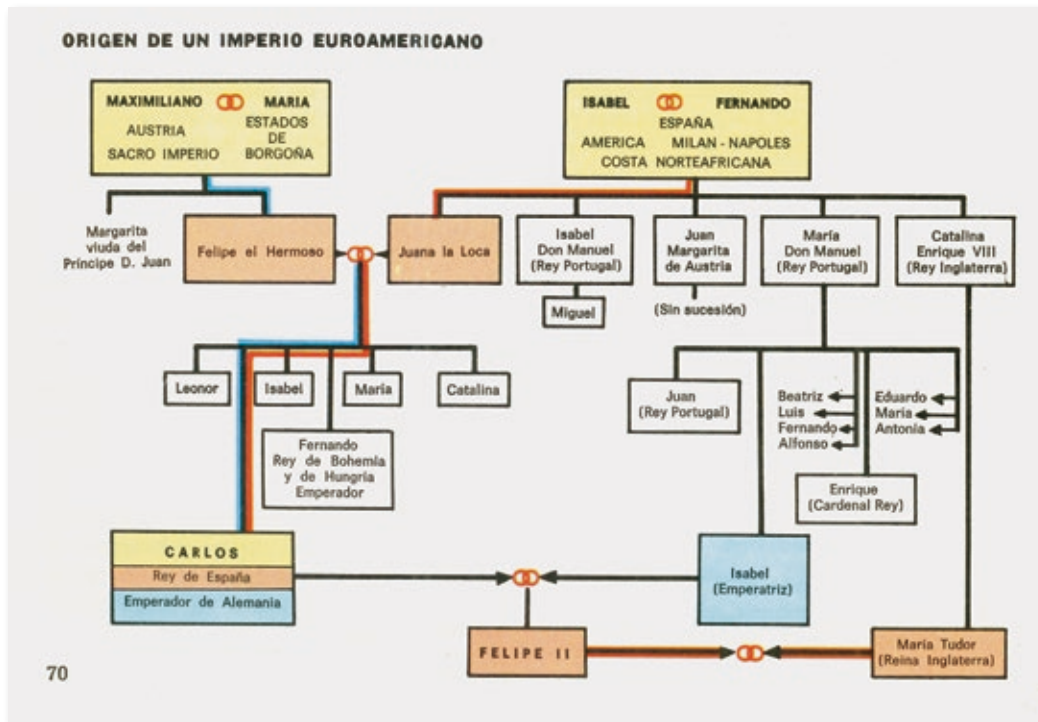 ORIGEN DE UN IMPERIO EUROAMERICANO
MAXIMILIANO MARIA
AUSTRIA
SACRO IMPERIO
ESTADOS
DE
BORGOÑA
ISABEL FERNANDO
ESPAÑA
AMERICA MILAN - NAPOLES
COSTA NORTEAFRICANA
Margarita
viuda del
Príncipe D. Juan
Felipe el Hermoso
Juana la Loca
Isabel
Don Manuel
(Rey Portugal)
Miguel
Juan
Margarita
de Austria
(Sin sucesión)
María
Don Manuel
(Rey Portugal)
Catalina
Enrique VIII
(Rey Inglaterra)
Leonor
Isabel
María
Catalina
Fernando
Rey de Bohemia
y de Hungria
Emperador
Juan
(Rey Portugal)
Beatriz
Luis
Fernando
Alfonso
Eduardo
María
Antonia
Enrique
(Cardenal Rey)
CARLOS
Rey de España
Emperador de Alemania
Isabel
(Emperatriz)
FELIPE II
María Tudor
(Reina Inglaterra)
70